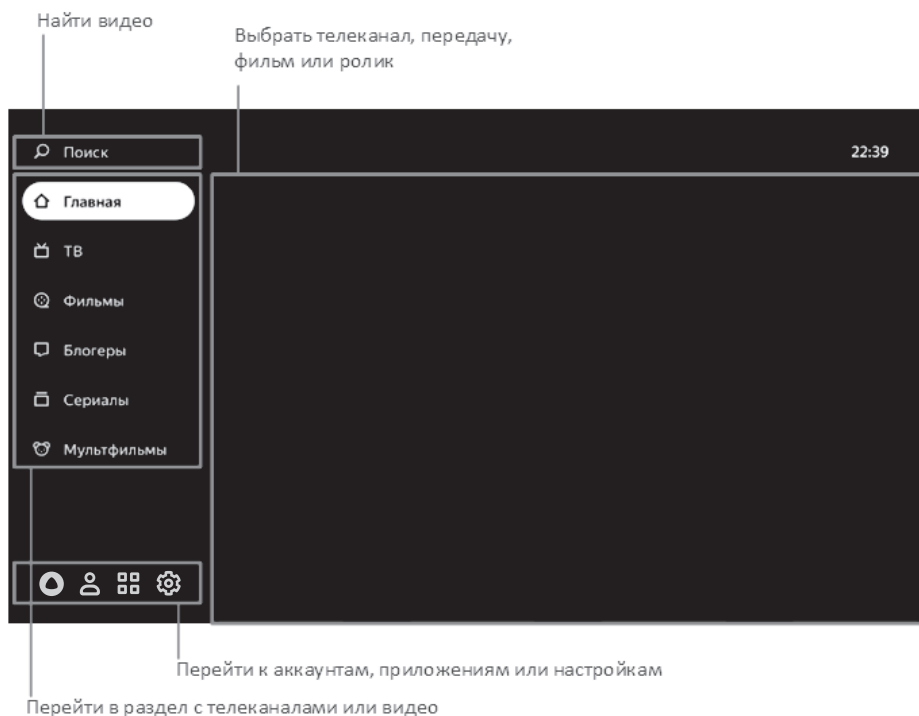 Найти видео
Выбрать телеканал, передачу,
фильм или ролик
Поиск
22:39
Главная
ТВ
Фильмы
Блогеры
Сериалы
Мультфильмы
Перейти к аккаунтам, приложениям или настройкам
Перейти в раздел с телеканалами или видео